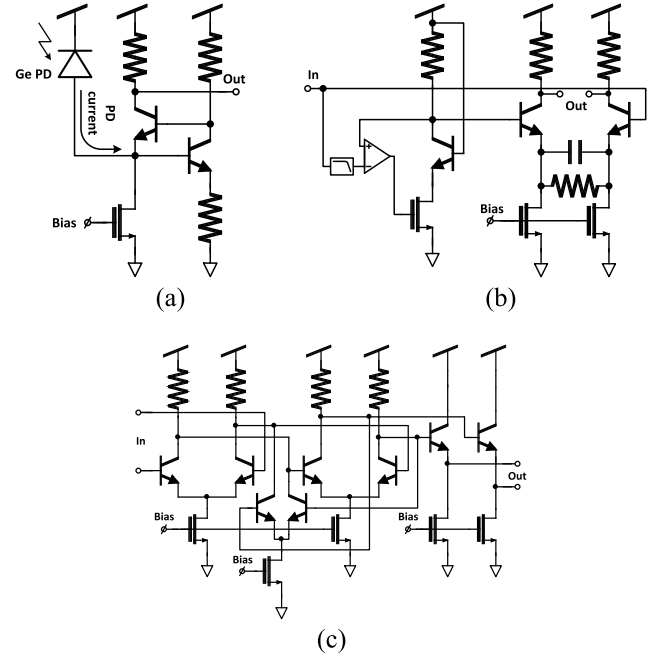 Ge PD
PD
current
Out
Bias
(a)
In
+
−
Out
Bias
(b)
In
Bias
Bias
Bias
Out
(c)